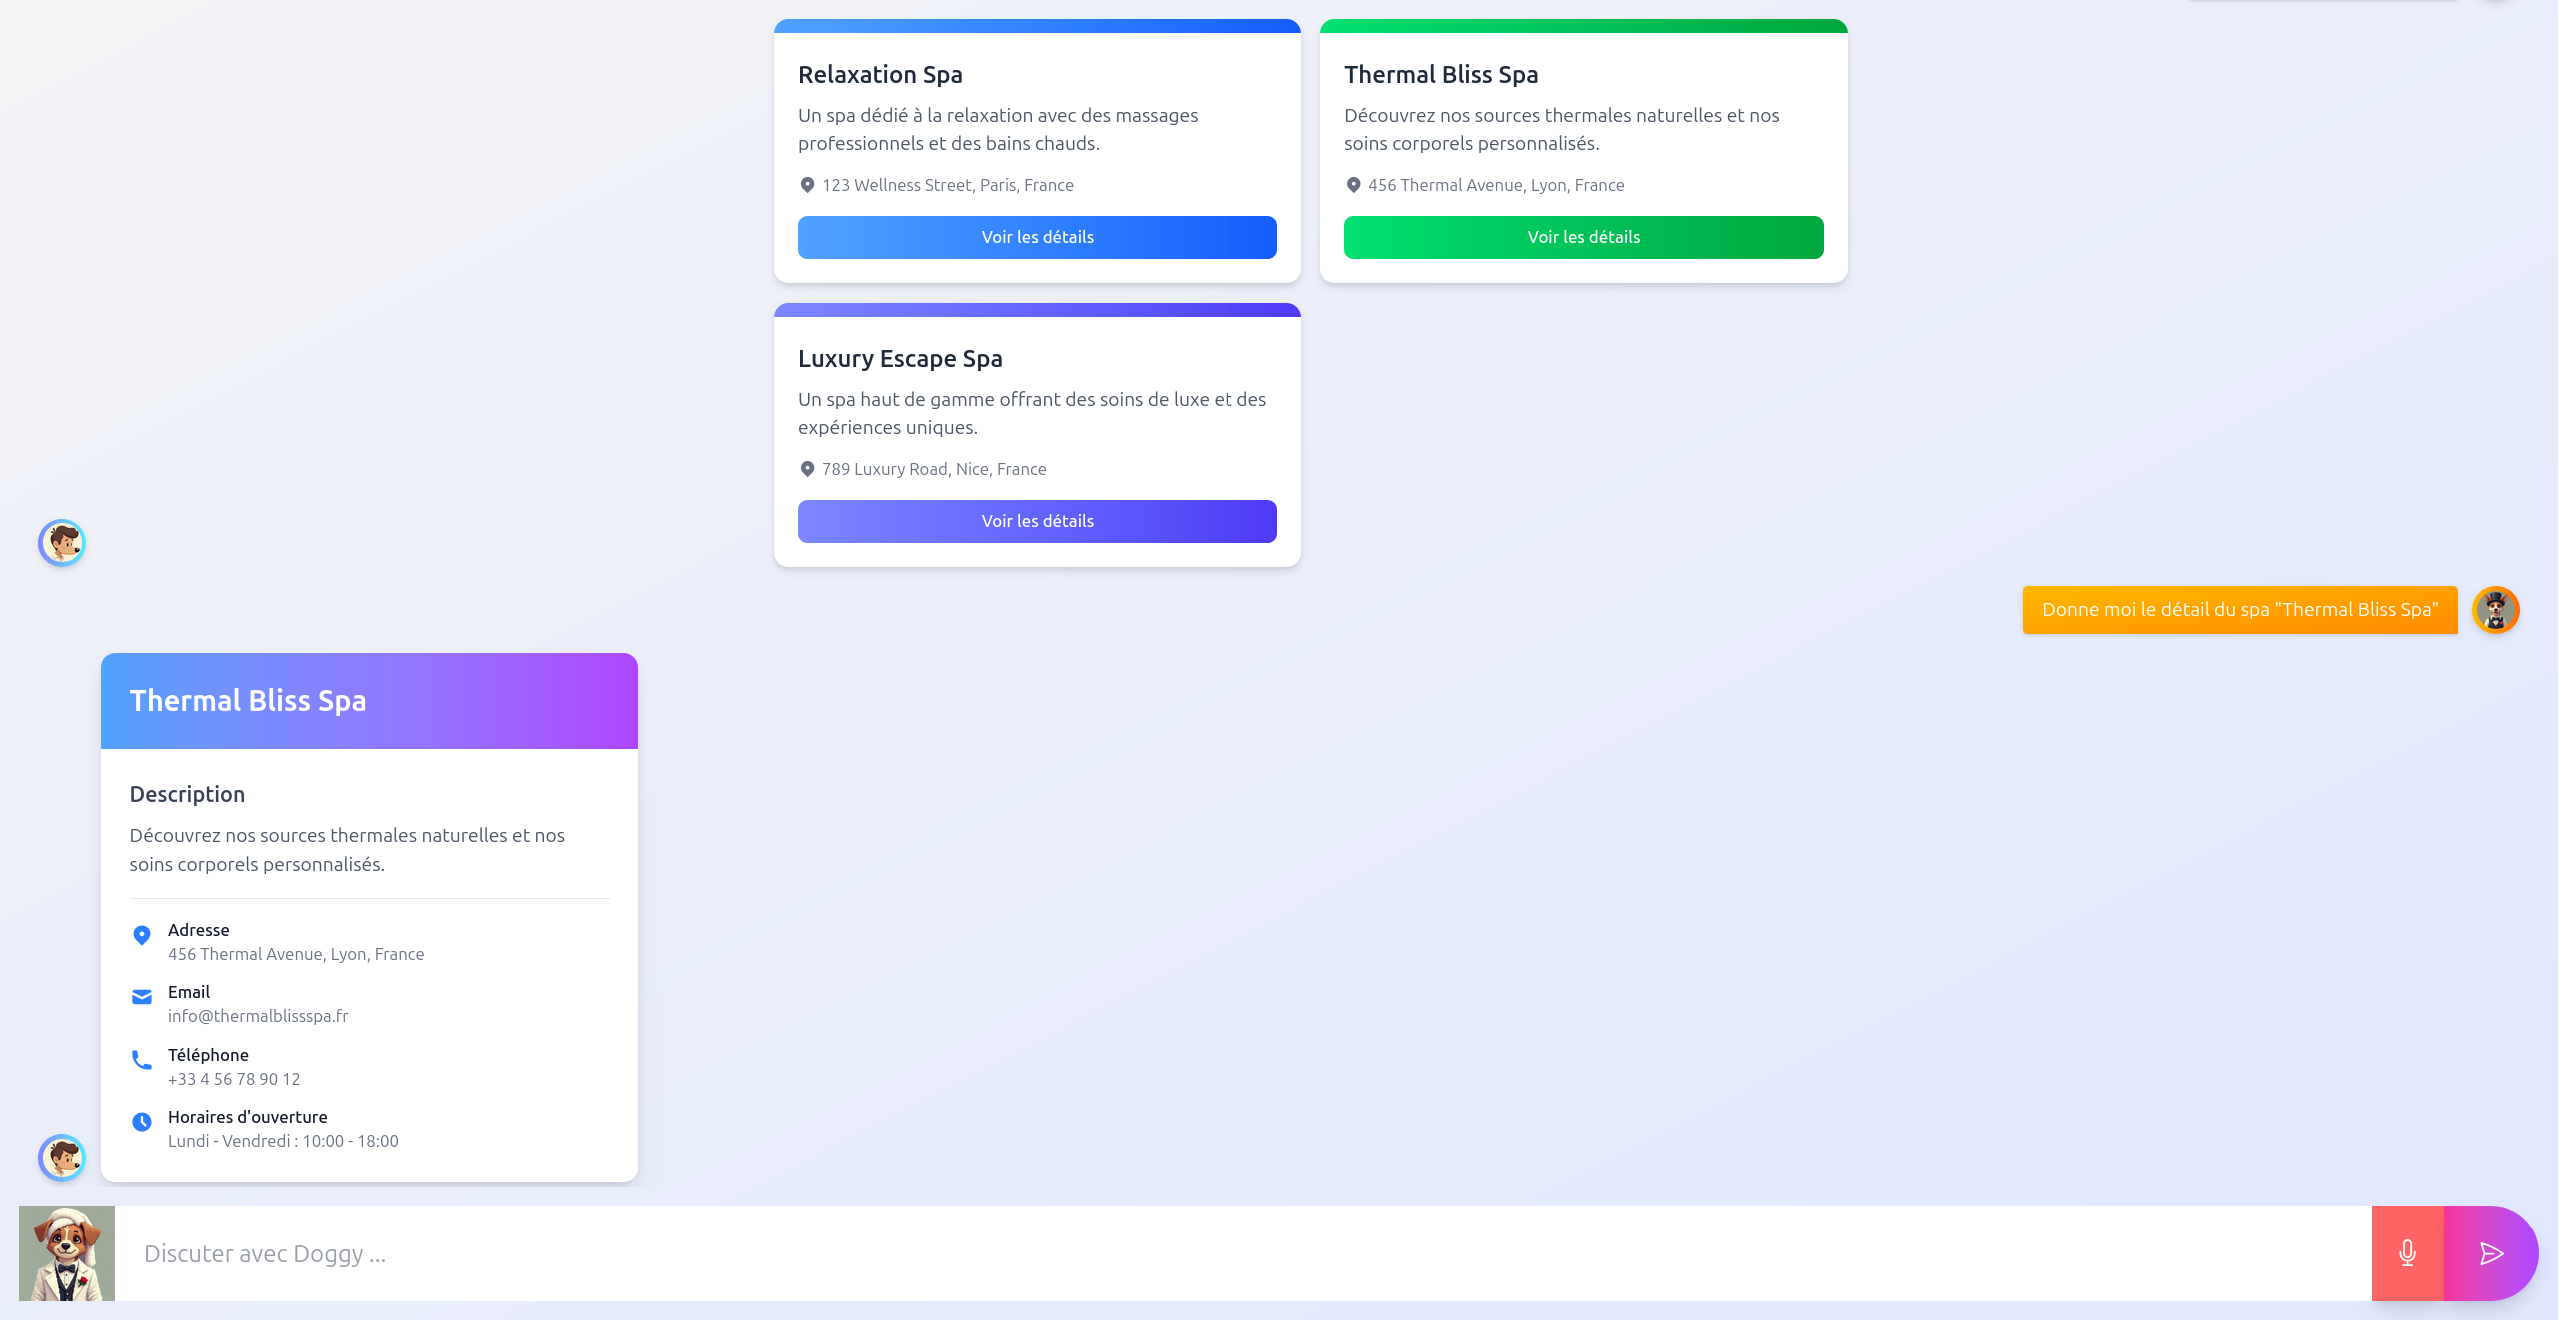 Relaxation Spa
Un spa dédié à la relaxation avec des massages
professionnels et des bains chauds.
123 Wellness Street, Paris, France
Voir les détails
Thermal Bliss Spa
Découvrez nos sources thermales naturelles et nos
soins corporels personnalisés.
456 Thermal Avenue, Lyon, France
Voir les détails
Luxury Escape Spa
Un spa haut de gamme offrant des soins de luxe et des
expériences uniques.
789 Luxury Road, Nice, France
Voir les détails
Donne moi le détail du spa "Thermal Bliss Spa"
Thermal Bliss Spa
Description
Découvrez nos sources thermales naturelles et nos
soins corporels personnalisés.
Adresse
456 Thermal Avenue, Lyon, France
Email
info@thermalblissspa.fr
Téléphone
+33 4 56 78 90 12
Horaires d'ouverture
Lundi - Vendredi : 10:00 - 18:00
Discuter avec Doggy ...